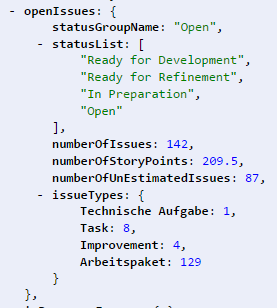 - openIssues: {
statusGroupName: "Open",
- statusList: [
"Ready for Development",
"Ready for Refinement",
"In Preparation",
"Open"
],
numberOfIssues: 142,
numberOfStoryPoints: 209.5,
numberOfUnEstimatedIssues: 87,
- issueTypes: {
Technische Aufgabe: 1,
Task: 8,
Improvement: 4,
Arbeitspaket: 129
}
},